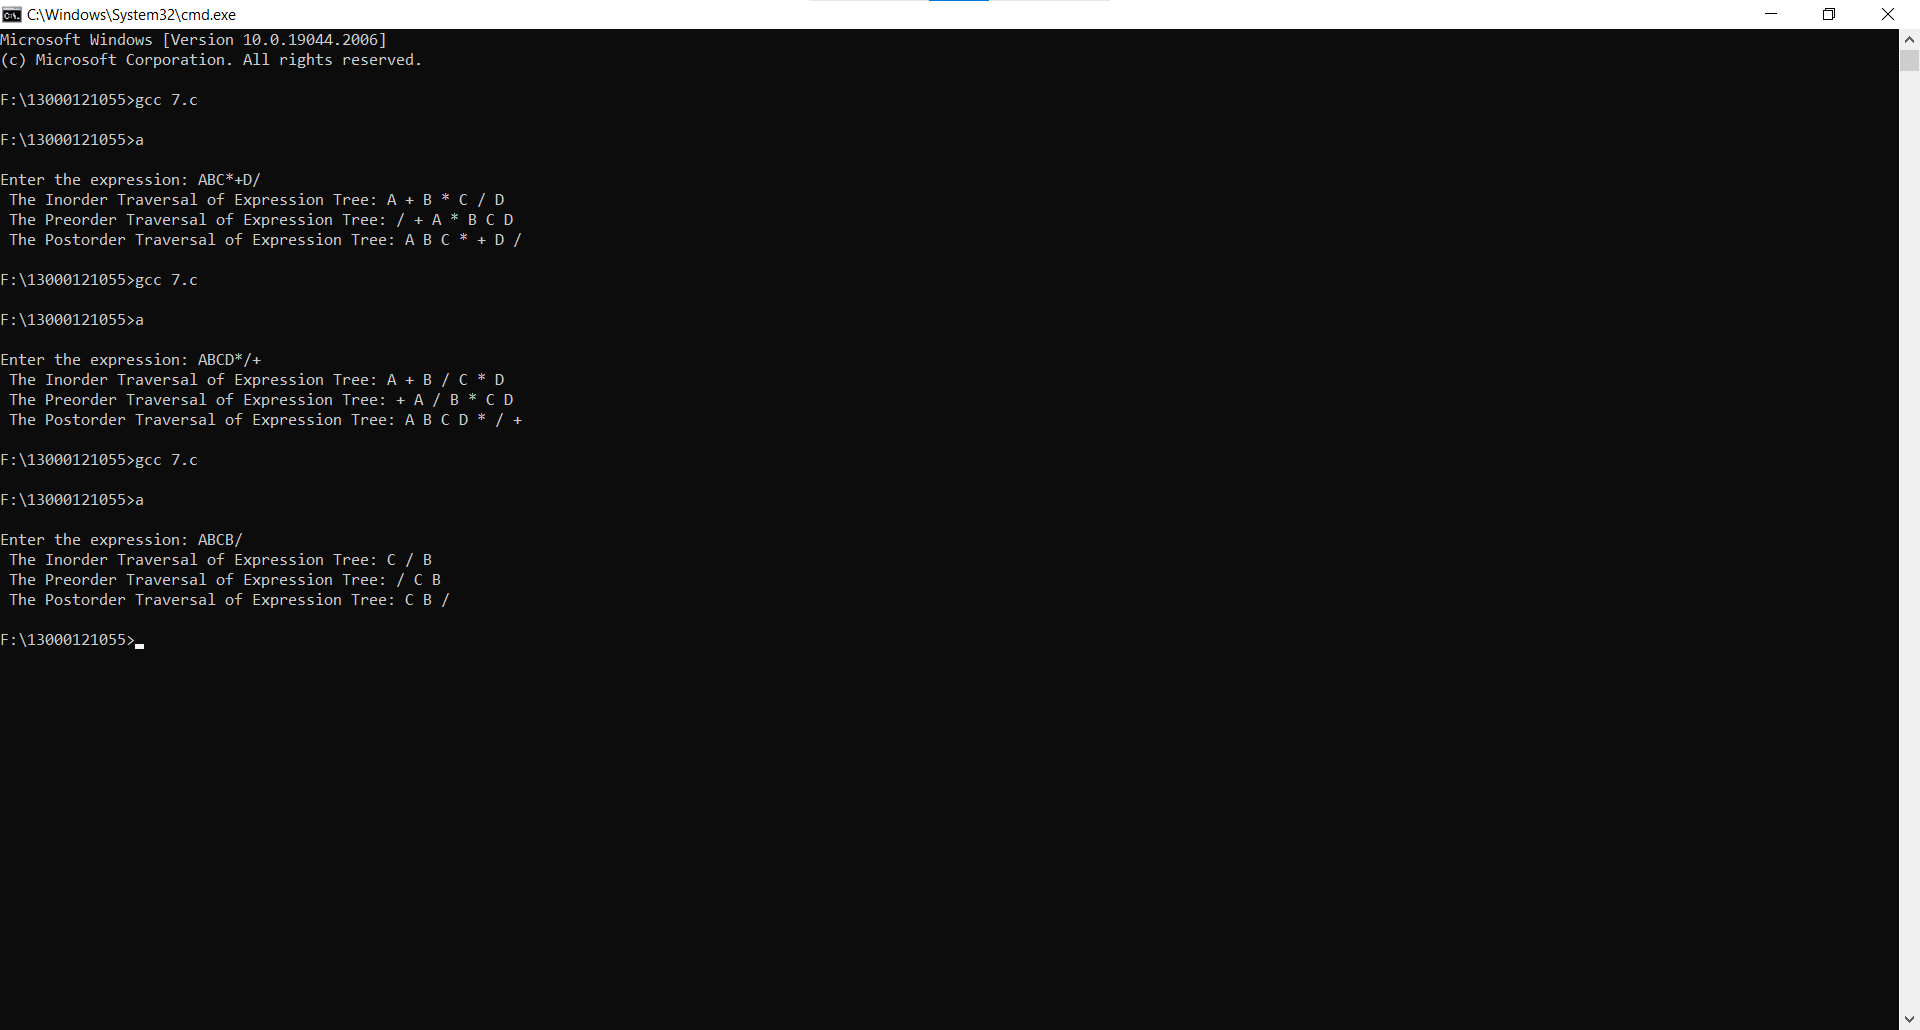 C:\Windows\System32\cmd.exe
Microsoft Windows [Version 10.0.19044.2006]
(c) Microsoft Corporation. All rights reserved.
F:\13000121055>gcc 7.c
F:\13000121055>a
Enter the expression: ABC*+D/
The Inorder Traversal of Expression Tree: A + B * C / D
The Preorder Traversal of Expression Tree: / + A * B C D
The Postorder Traversal of Expression Tree: A B C * + D /
F:\13000121055>gcc 7.c
F:\13000121055>a
Enter the expression: ABCD*/+
The Inorder Traversal of Expression Tree: A + B / C * D
The Preorder Traversal of Expression Tree: + A / B * C D
The Postorder Traversal of Expression Tree: A B C D * / +
F:\13000121055>gcc 7.c
F:\13000121055>a
Enter the expression: ABCB/
The Inorder Traversal of Expression Tree: C / B
The Preorder Traversal of Expression Tree: / C B
The Postorder Traversal of Expression Tree: C B /
F:\13000121055>